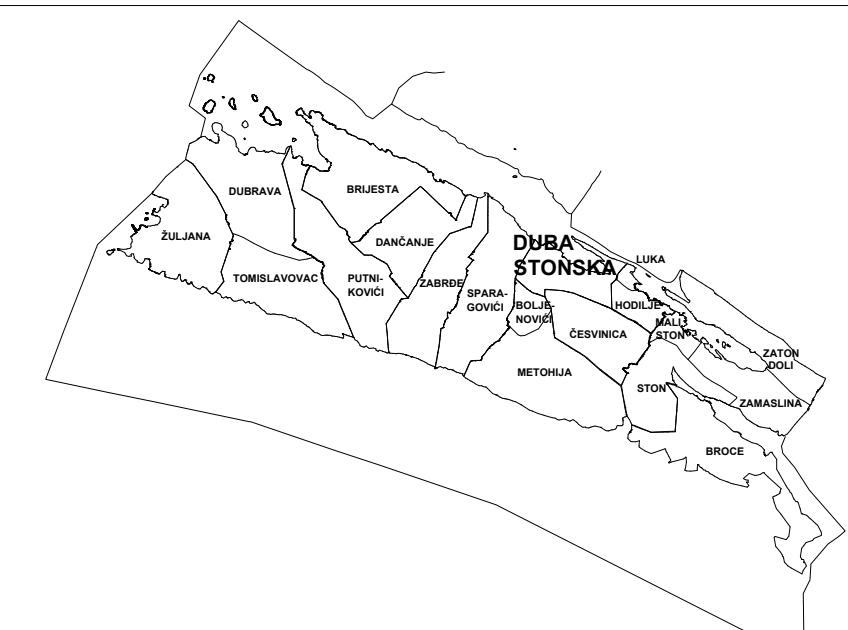 DUBRAVA
BRIJESTA
ŽULJANA
DANČANJE
DUBA
STONSKA
LUKA
TOMISLAVOVAC
PUTNI-
KOVIĆI
ZABRĐE
SPARA-
GOVIĆI
BOLJE-
NOVIĆI
HODILJE
MALI
STON
ČESVINICA
ZATON
DOLI
METOHIJA
STON
ZAMASLINA
BROCE